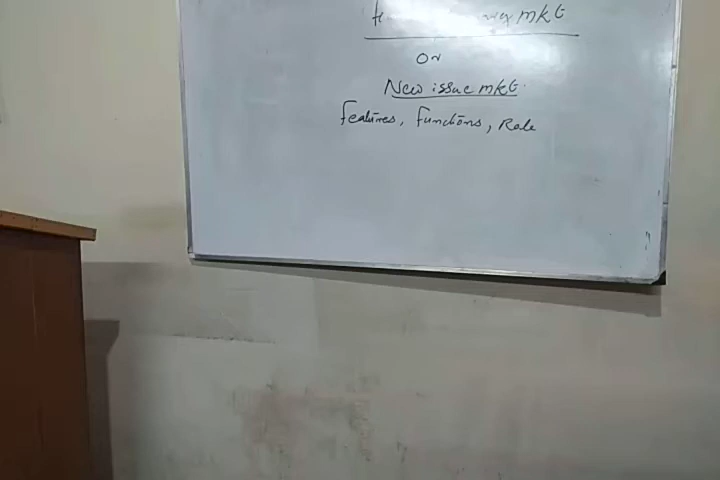 mkt
or
New issue mkt.
features, functions, Role